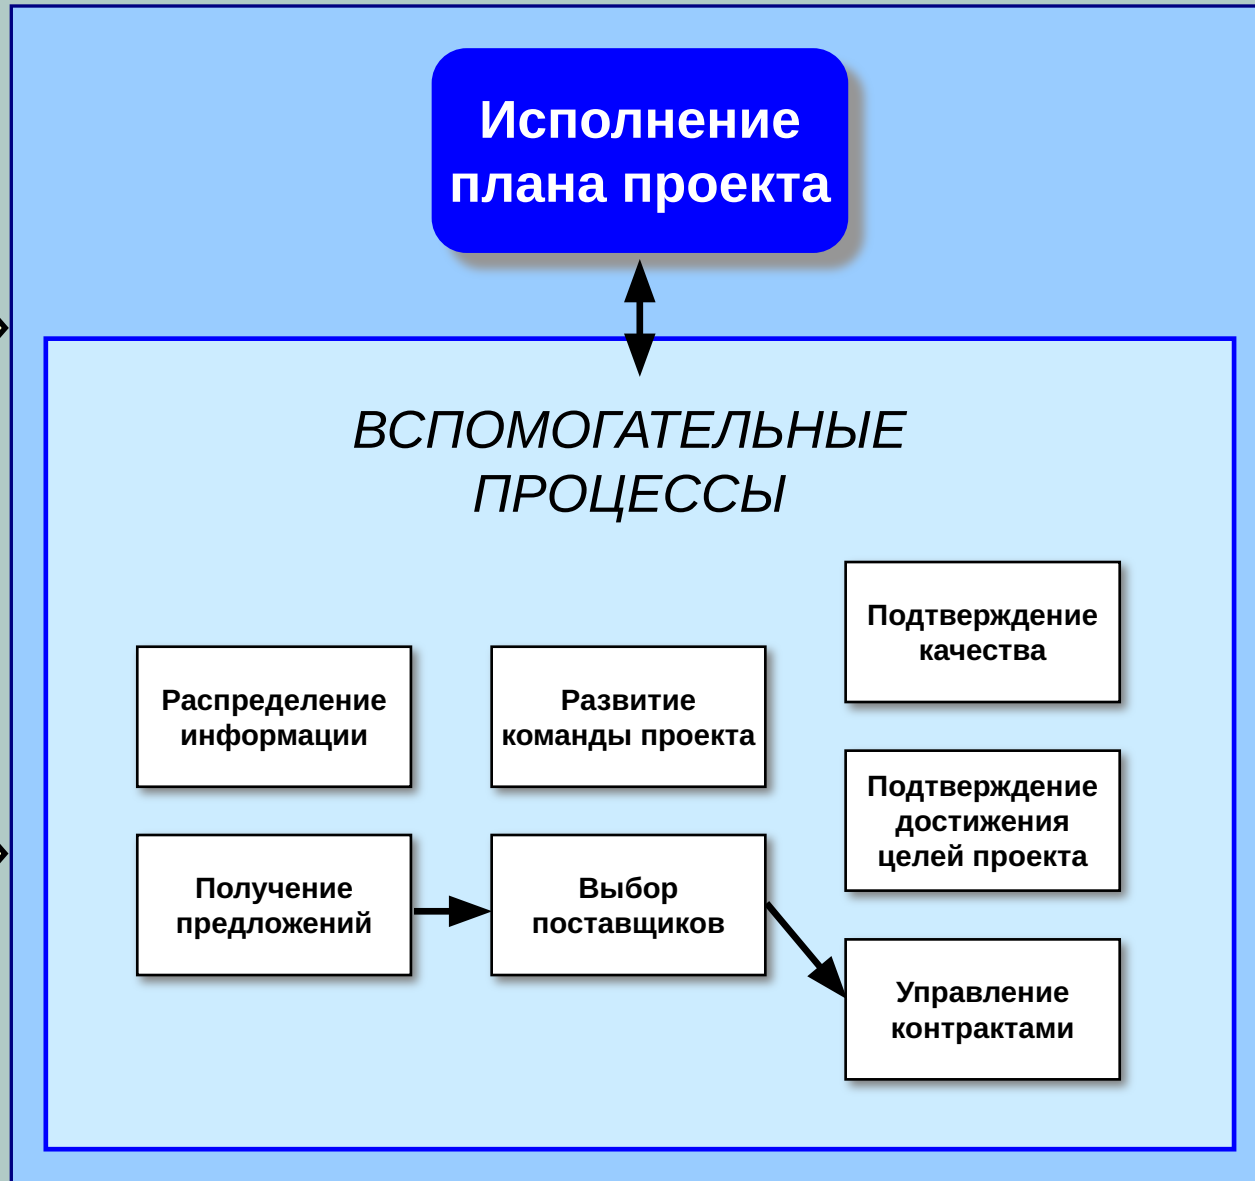 Исполнение
плана проекта
ВСПОМОГАТЕЛЬНЫЕ
ПРОЦЕССЫ
Распределение
информации
Развитие
команды проекта
Подтверждение
качества
Подтверждение
достижения
целей проекта
Получение
предложений
Выбор
поставщиков
Управление
контрактами